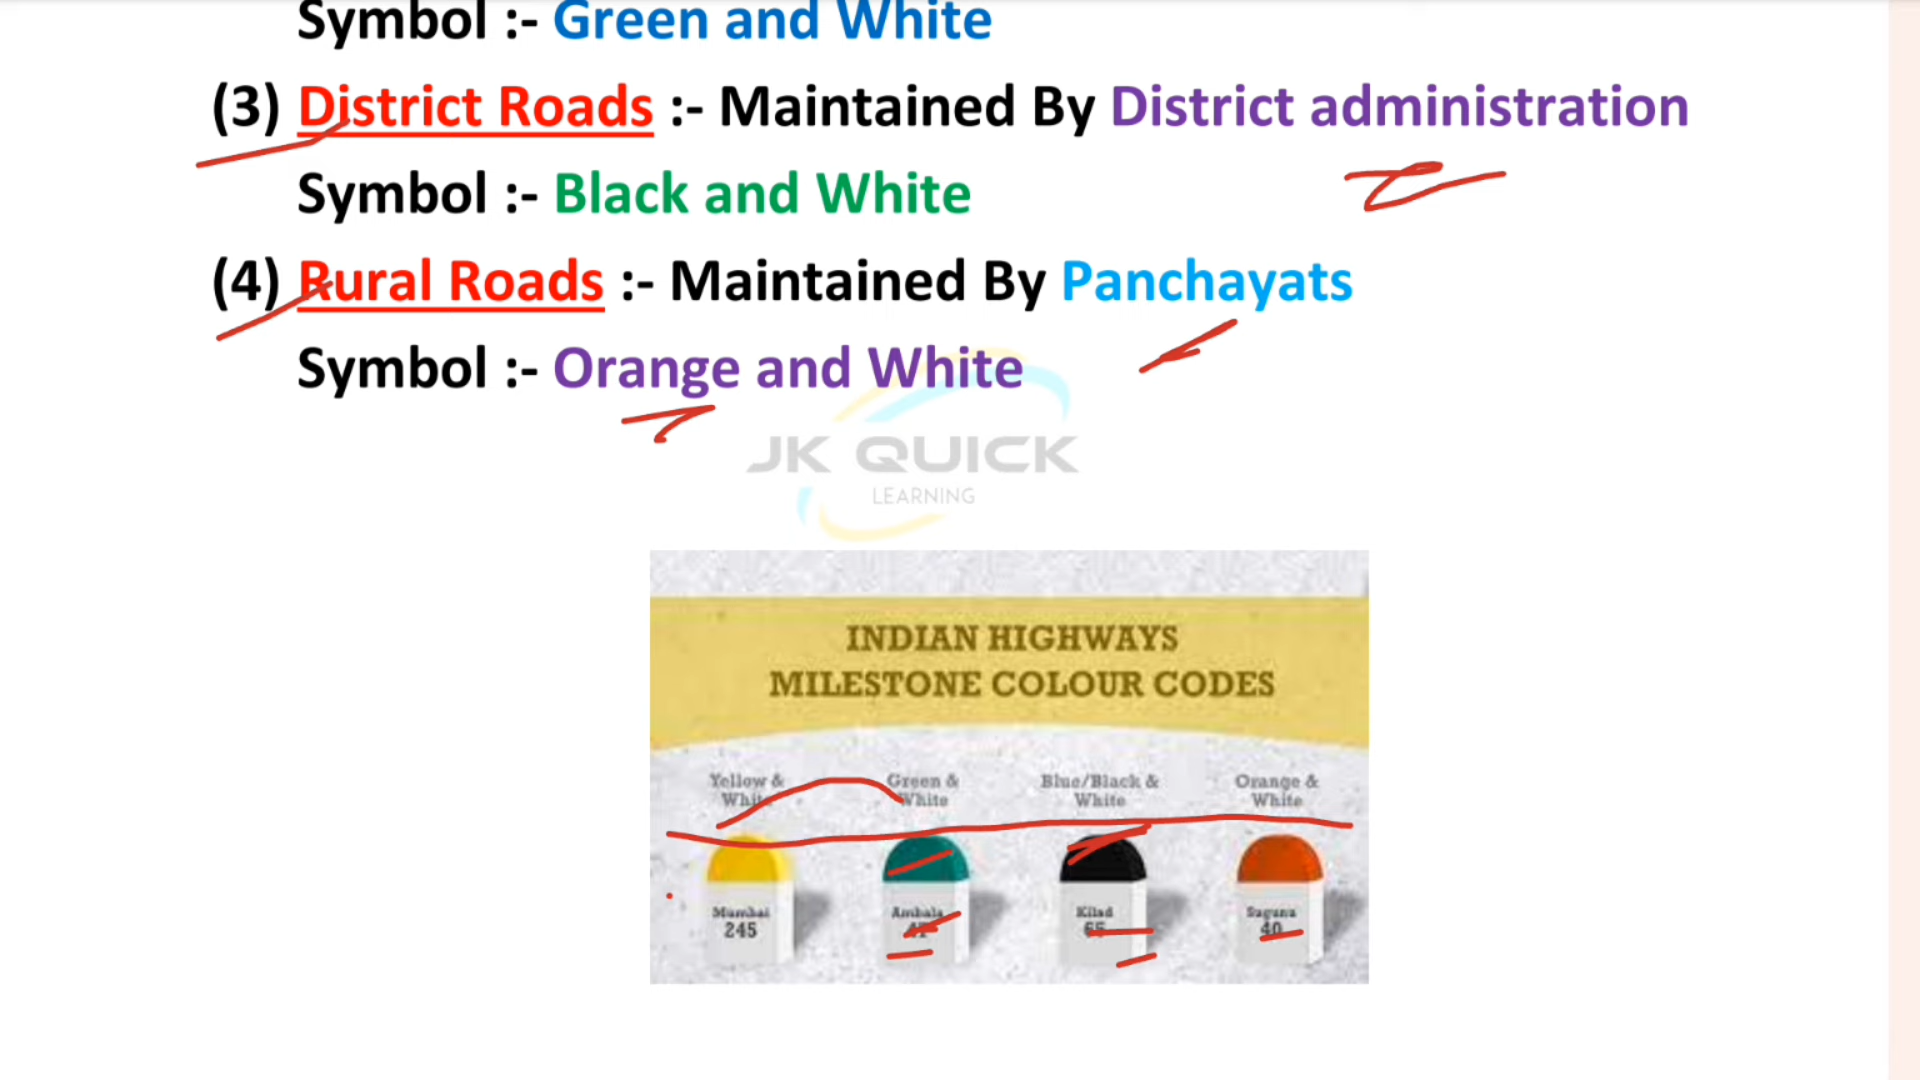 Symbol :- Green and White
(3) District Roads :- Maintained By District administration
Symbol :- Black and White
(4) Rural Roads :- Maintained By Panchayats
Symbol :- Orange and White
JK QUICK
LEARNING
INDIAN HIGHWAYS
MILESTONE COLOUR CODES
Yellow & White
Green & White
Blue/Black & White
Orange & White
Mumbai
245
Ambala
Kilad
65
40